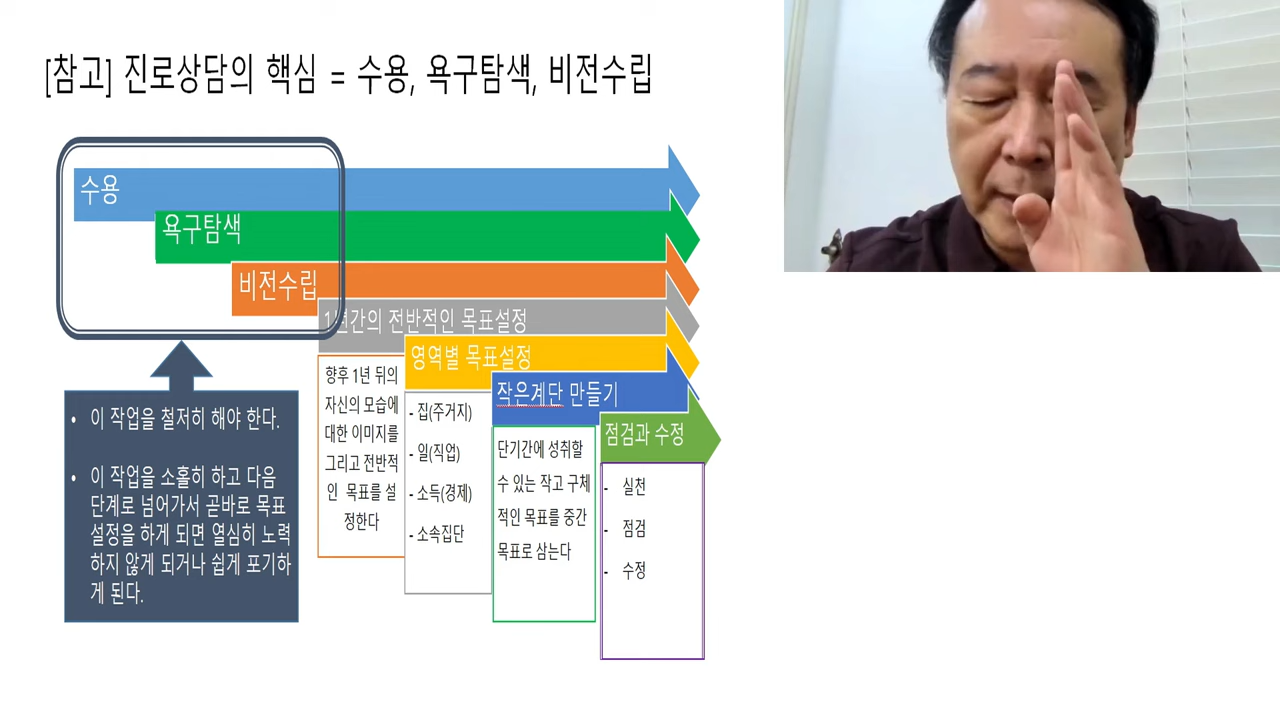 [참고] 진로상담의 핵심 = 수용, 욕구탐색, 비전수립
수용
욕구탐색
비전수립
1년간의 전반적인 목표설정
영역별 목표설정
작은계단 만들기
점검과 수정
• 이 작업을 철저히 해야 한다.
• 이 작업을 소홀히 하고 다음
단계로 넘어가서 곧바로 목표
설정을 하게 되면 열심히 노력
하지 않게 되거나 쉽게 포기하
게 된다.
향후 1년 뒤의
자신의 모습에
대한 이미지를
그리고 전반적
인 목표를 설
정한다
- 집(주거지)
- 일(직업)
- 소득(경제)
- 소속집단
단기간에 성취할
수 있는 작고 구체
적인 목표를 중간
목표로 삼는다
- 실천
- 점검
- 수정